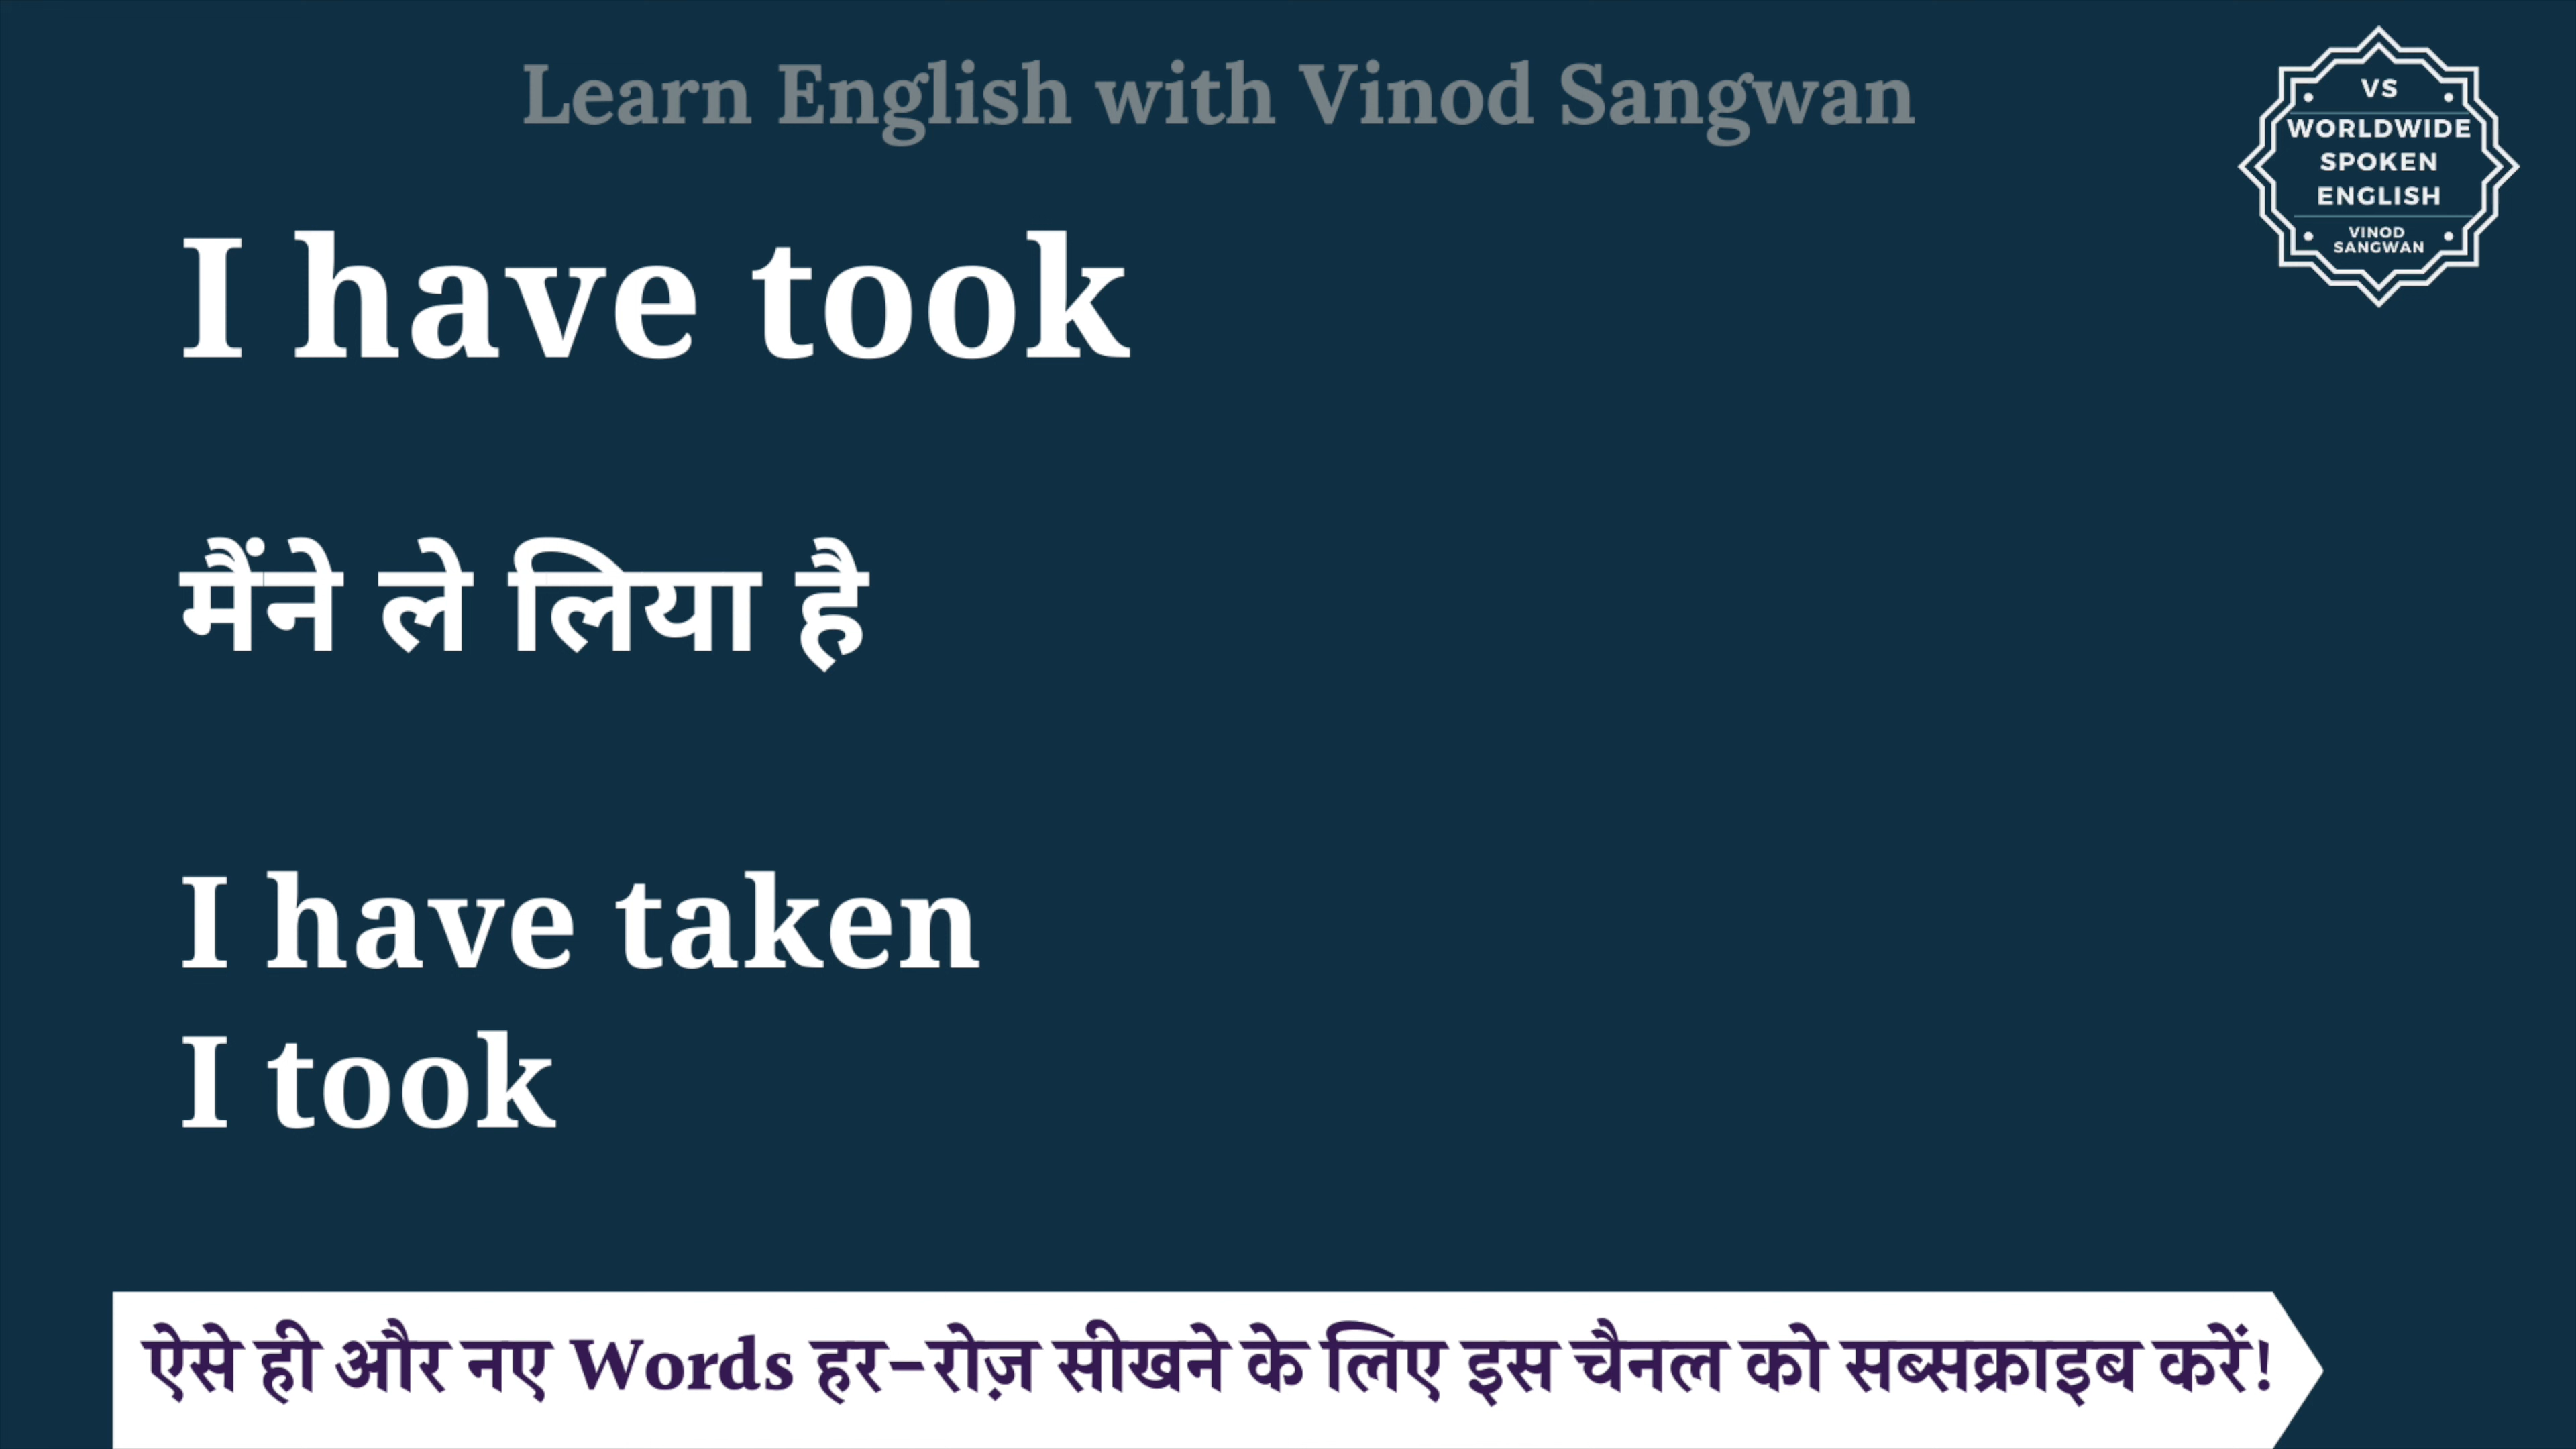 Learn English with Vinod Sangwan
VS
WORLDWIDE
SPOKEN
ENGLISH
VINOD
SANGWAN
I have took
मैंने ले लिया है
I have taken
I took
ऐसे ही और नए Words हर-रोज़ सीखने के लिए इस चैनल को सब्सक्राइब करें!